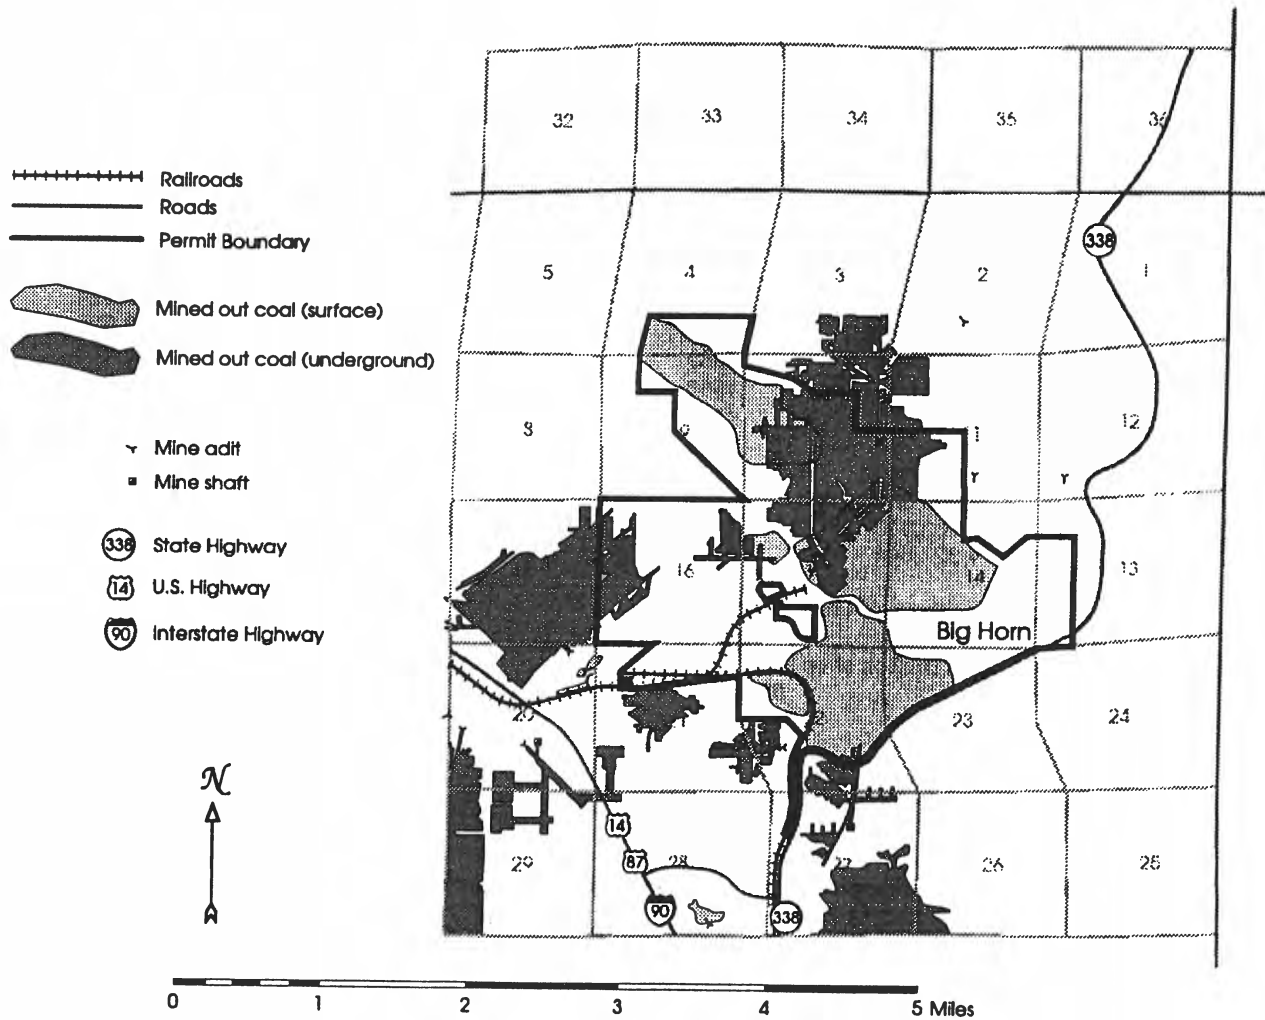 32 33 34 35 36
Railroads
Roads
Permit Boundary
338
5 4 3 2 1
Mined out coal (surface)
Mined out coal (underground)
8 9 1 12
Mine adit
Mine shaft
338 State Highway
16 14 13
14 U.S. Highway
90 Interstate Highway
Big Horn
20 23 24
N
14
29 87 28 27 26 25
90 338
0 1 2 3 4 5 Miles